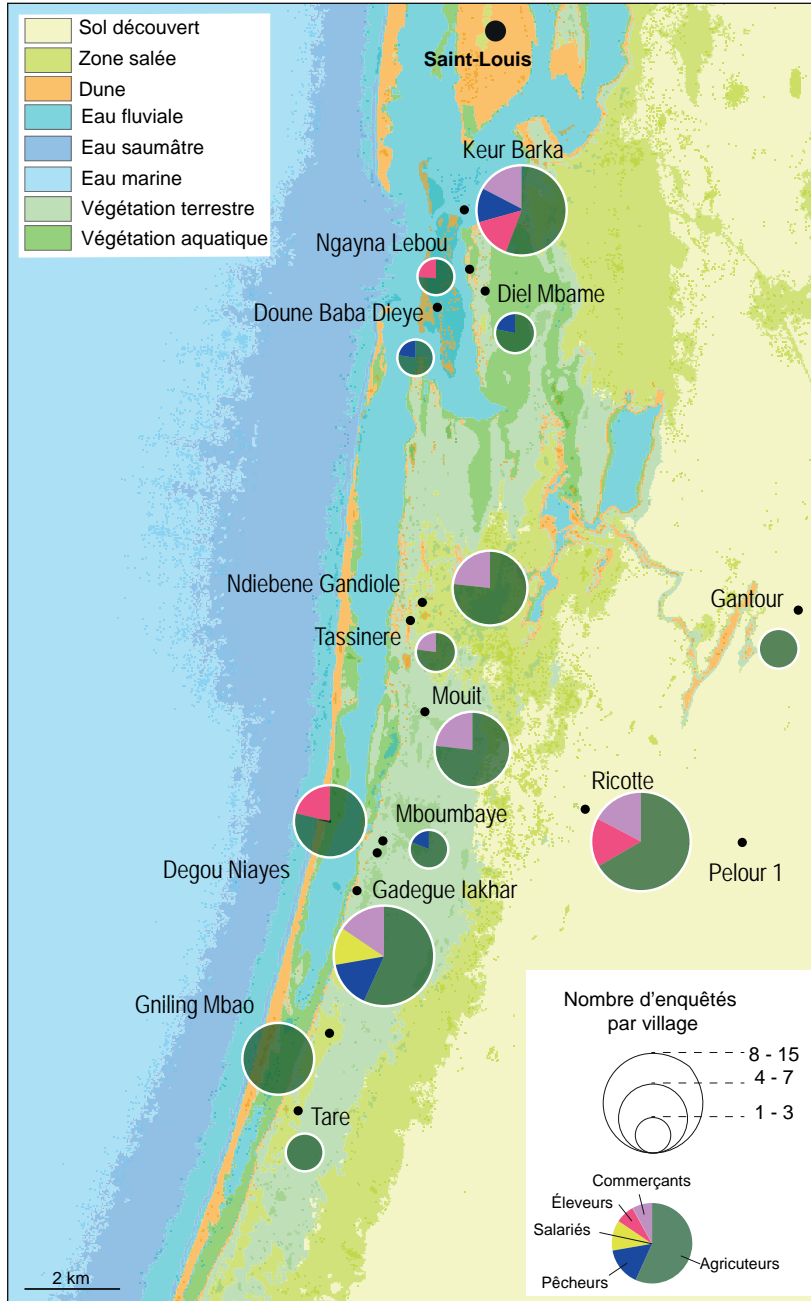 Sol découvert
Zone salée
Dune
Eau fluviale
Eau saumâtre
Eau marine
Végétation terrestre
Végétation aquatique
Saint-Louis
Keur Barka
Ngayna Lebou
Diel Mbame
Doune Baba Dieye
Ndiebene Gandiole
Gantour
Tassinere
Mouit
Ricotte
Mboumbaye
Degou Niayes
Pelour 1
Gadegue lakhar
Gniling Mbao
Tare
Nombre d'enquêtés
par village
8 - 15
4 - 7
1 - 3
Commerçants
Éleveurs
Salariés
Agricuteurs
Pêcheurs
2 km